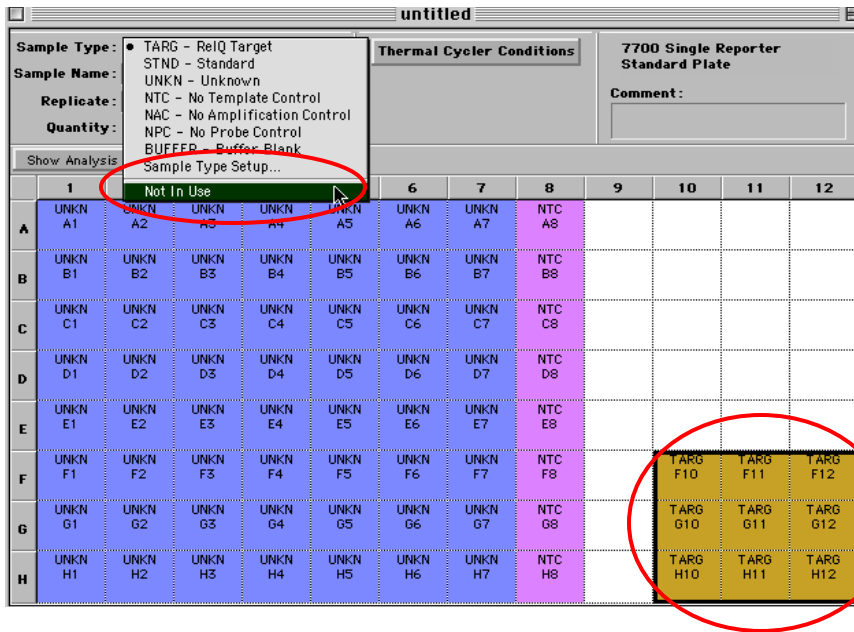 untitled
Sample Type:
Sample Name:
Replicate:
Quantity:
• TARG - RelQ Target
STND - Standard
UNKN - Unknown
NTC - No Template Control
NAC - No Amplification Control
NPC - No Probe Control
BUFFER - Buffer Blank
Sample Type Setup...
Not In Use
Thermal Cycler Conditions
7700 Single Reporter
Standard Plate
Comment:
Show Analysis
1 6 7 8 9 10 11 12
A
UNKN UNKN UNKN UNKN UNKN UNKN UNKN NTC
A1 A2 A3 A4 A5 A6 A7 A8
B
UNKN UNKN UNKN UNKN UNKN UNKN UNKN NTC
B1 B2 B3 B4 B5 B6 B7 B8
C
UNKN UNKN UNKN UNKN UNKN UNKN UNKN NTC
C1 C2 C3 C4 C5 C6 C7 C8
D
UNKN UNKN UNKN UNKN UNKN UNKN UNKN NTC
D1 D2 D3 D4 D5 D6 D7 D8
E
UNKN UNKN UNKN UNKN UNKN UNKN UNKN NTC
E1 E2 E3 E4 E5 E6 E7 E8
F
UNKN UNKN UNKN UNKN UNKN UNKN UNKN NTC TARG TARG TARG
F1 F2 F3 F4 F5 F6 F7 F8 F10 F11 F12
G
UNKN UNKN UNKN UNKN UNKN UNKN UNKN NTC TARG TARG TARG
G1 G2 G3 G4 G5 G6 G7 G8 G10 G11 G12
H
UNKN UNKN UNKN UNKN UNKN UNKN UNKN NTC TARG TARG TARG
H1 H2 H3 H4 H5 H6 H7 H8 H10 H11 H12